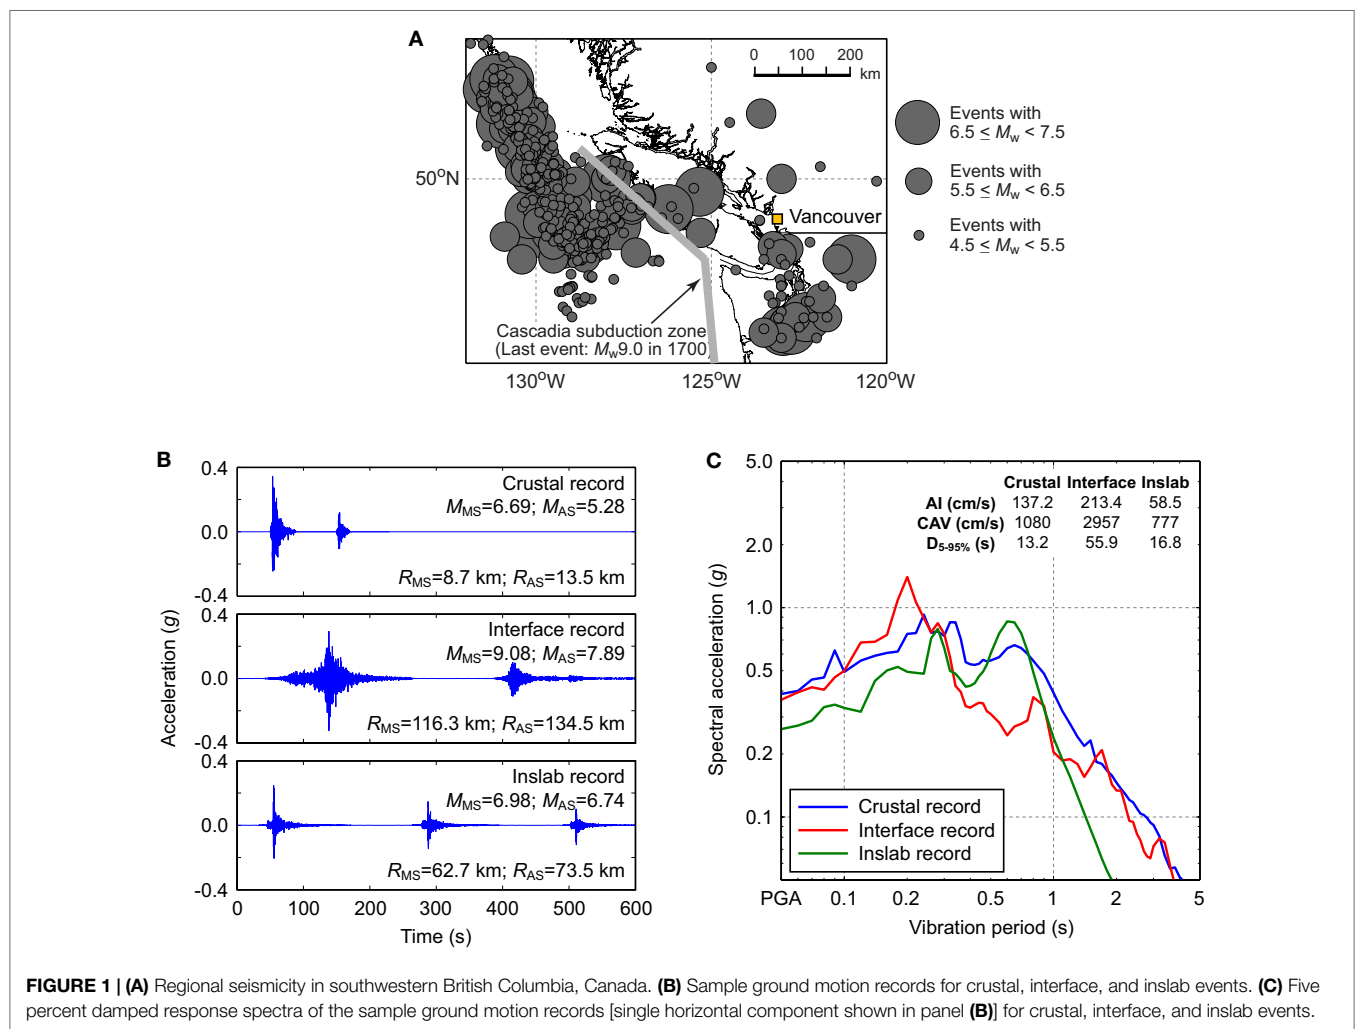 A
0 100 200
km
50°N
Vancouver
Cascadia subduction zone
(Last event: Mw9.0 in 1700)
130°W 125°W 120°W
Events with
6.5 ≤ Mw < 7.5
Events with
5.5 ≤ Mw < 6.5
Events with
4.5 ≤ Mw < 5.5
B
Acceleration (g)
0.4
0.0
-0.4
Crustal record
MMS=6.69; MAS=5.28
RMS=8.7 km; RAS=13.5 km
0.4
0.0
-0.4
Interface record
MMS=9.08; MAS=7.89
RMS=116.3 km; RAS=134.5 km
0.4
0.0
-0.4
Inslab record
MMS=6.98; MAS=6.74
RMS=62.7 km; RAS=73.5 km
0 100 200 300 400 500 600
Time (s)
C
Spectral acceleration (g)
5.0
2.0
1.0
0.5
0.2
0.1
Crustal Interface Inslab
AI (cm/s) 137.2 213.4 58.5
CAV (cm/s) 1080 2957 777
D5-95% (s) 13.2 55.9 16.8
Crustal record
Interface record
Inslab record
PGA 0.1 0.2 0.5 1 2 5
Vibration period (s)
FIGURE 1 | (A) Regional seismicity in southwestern British Columbia, Canada. (B) Sample ground motion records for crustal, interface, and inslab events. (C) Five
percent damped response spectra of the sample ground motion records [single horizontal component shown in panel (B)] for crustal, interface, and inslab events.